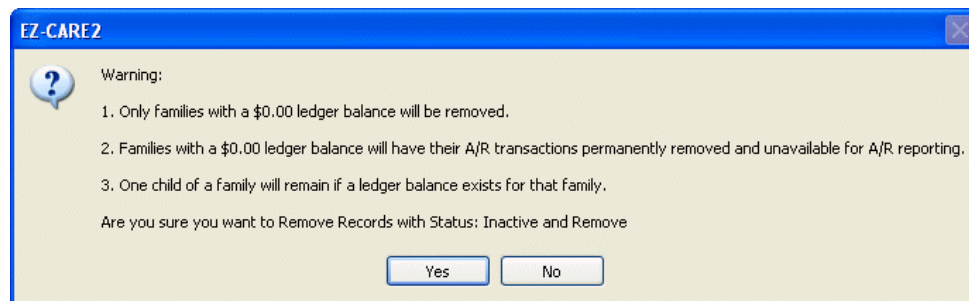 EZ-CARE2
Warning:
1. Only families with a $0.00 ledger balance will be removed.
2. Families with a $0.00 ledger balance will have their A/R transactions permanently removed and unavailable for A/R reporting.
3. One child of a family will remain if a ledger balance exists for that family.
Are you sure you want to Remove Records with Status: Inactive and Remove
Yes
No